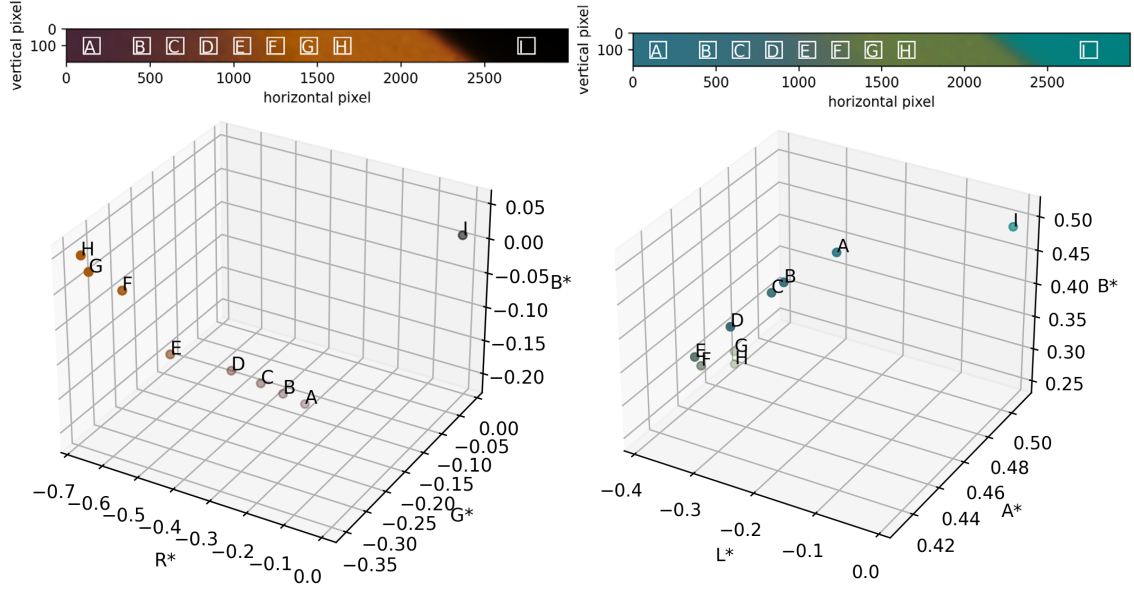 0
100
vertical pixel
A B C D E F G H I
0 500 1000 1500 2000 2500
horizontal pixel
H
G
F
E
D
C
B
A
I
0.05
0.00
−0.05
−0.10
−0.15
−0.20
B*
0.00
−0.05
−0.10
−0.15
−0.20
−0.25
−0.30
−0.35
G*
−0.7
−0.6
−0.5
−0.4
−0.3
−0.2
−0.1
0.0
R*
0
100
vertical pixel
A B C D E F G H I
0 500 1000 1500 2000 2500
horizontal pixel
I
A
B
C
D
G
E
F
H
0.50
0.45
0.40
0.35
0.30
0.25
B*
0.50
0.48
0.46
0.44
0.42
A*
−0.4
−0.3
−0.2
−0.1
0.0
L*